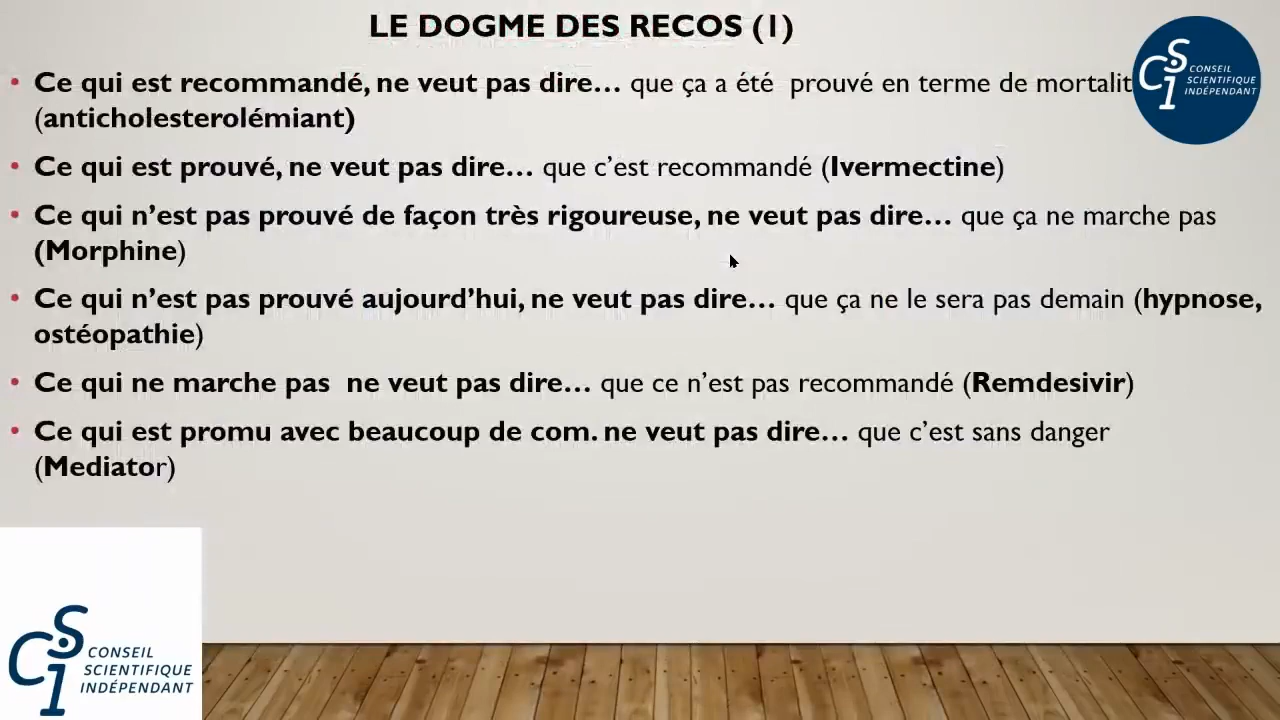 LE DOGME DES RECOS (1)
• Ce qui est recommandé, ne veut pas dire… que ça a été prouvé en terme de mortalit
(anticholesterolémiant)
• Ce qui est prouvé, ne veut pas dire… que c’est recommandé (Ivermectine)
• Ce qui n’est pas prouvé de façon très rigoureuse, ne veut pas dire… que ça ne marche pas
(Morphine)
• Ce qui n’est pas prouvé aujourd’hui, ne veut pas dire… que ça ne le sera pas demain (hypnose,
ostéopathie)
• Ce qui ne marche pas ne veut pas dire… que ce n’est pas recommandé (Remdesivir)
• Ce qui est promu avec beaucoup de com. ne veut pas dire… que c’est sans danger
(Mediator)
CSI
CONSEIL
SCIENTIFIQUE
INDÉPENDANT
CSI
CONSEIL
SCIENTIFIQUE
INDÉPENDANT